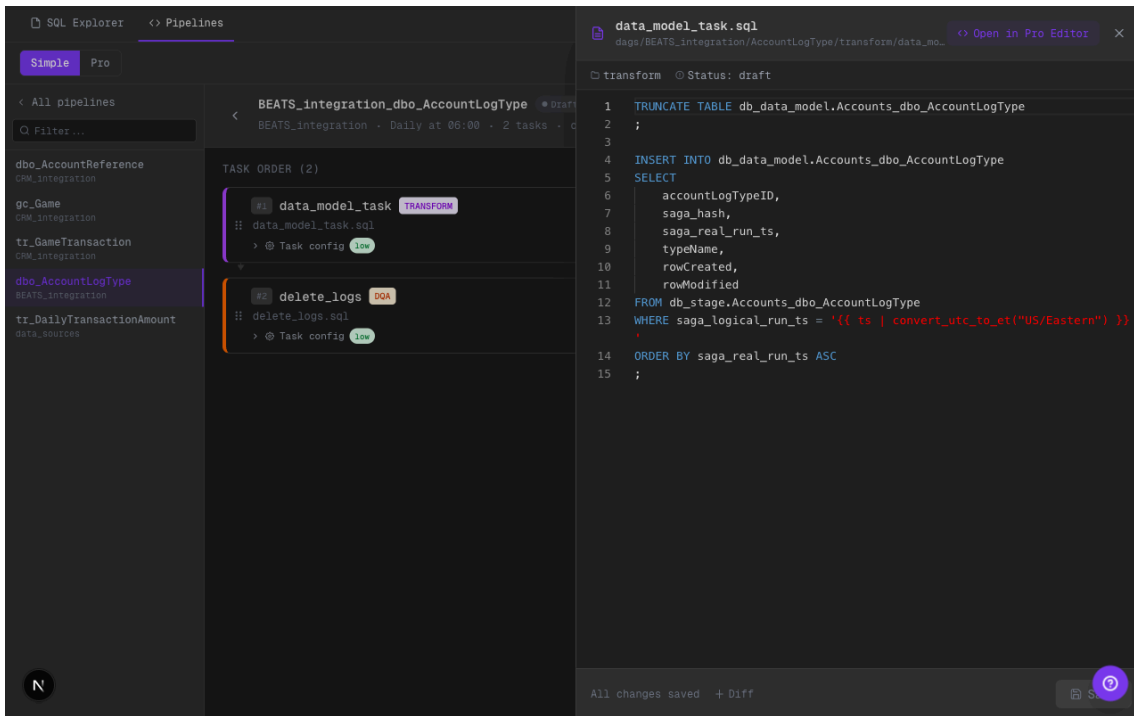 SQL Explorer
<> Pipelines
Simple
Pro
< All pipelines
Filter...
dbo_AccountReference
CRM_integration
gc_Game
CRM_integration
tr_GameTransaction
CRM_integration
dbo_AccountLogType
BEATS_integration
tr_DailyTransactionAmount
data_sources
BEATS_integration_dbo_AccountLogType
BEATS_integration · Daily at 06:00 · 2 tasks ·
TASK ORDER (2)
#1 data_model_task TRANSFORM
data_model_task.sql
> Task config low
#2 delete_logs DQA
delete_logs.sql
> Task config low
N
data_model_task.sql
dags/BEATS_integration/AccountLogType/transform/data_mo…
<> Open in Pro Editor
transform Status: draft
1 TRUNCATE TABLE db_data_model.Accounts_dbo_AccountLogType
2 ;
3
4 INSERT INTO db_data_model.Accounts_dbo_AccountLogType
5 SELECT
6 accountLogTypeID,
7 saga_hash,
8 saga_real_run_ts,
9 typeName,
10 rowCreated,
11 rowModified
12 FROM db_stage.Accounts_dbo_AccountLogType
13 WHERE saga_logical_run_ts = '{{ ts | convert_utc_to_et("US/Eastern") }}
'
14 ORDER BY saga_real_run_ts ASC
15 ;
All changes saved + Diff